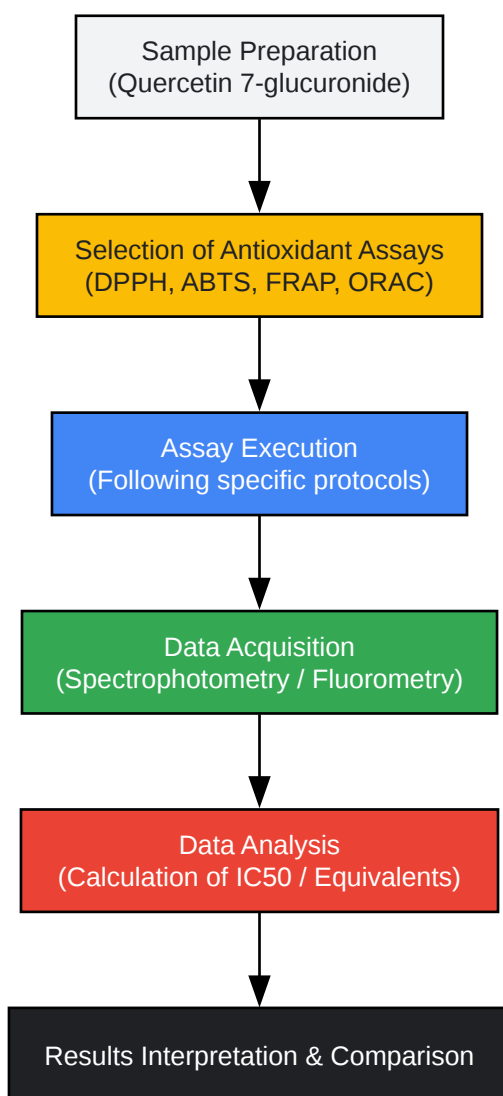 Sample Preparation
(Quercetin 7-glucuronide)
Selection of Antioxidant Assays
(DPPH, ABTS, FRAP, ORAC)
Assay Execution
(Following specific protocols)
Data Acquisition
(Spectrophotometry / Fluorometry)
Data Analysis
(Calculation of IC50 / Equivalents)
Results Interpretation & Comparison